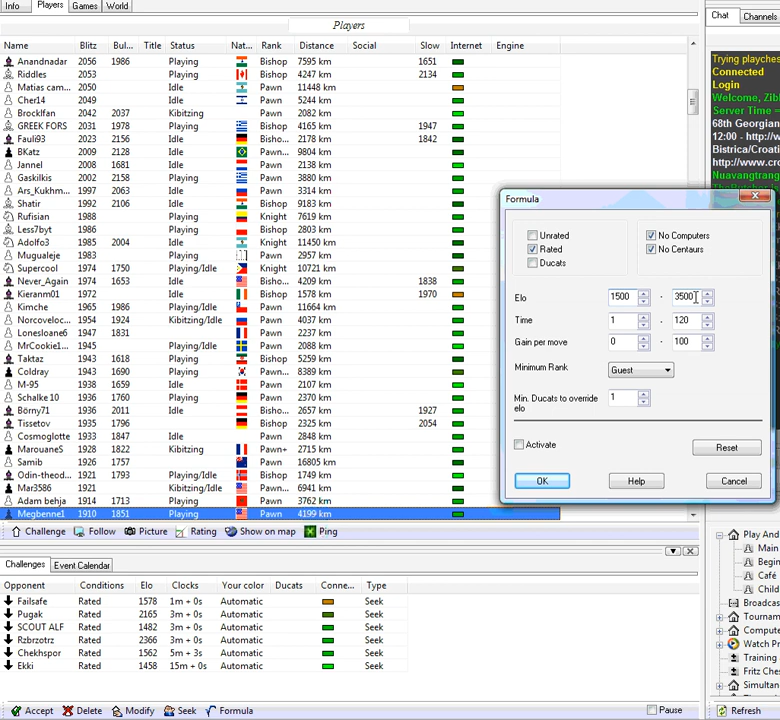 Info Players Games World
Players
Name Blitz Bul... Title Status Nat... Rank Distance Social Slow Internet Engine
Anandnadar 2056 1986 Playing Bishop 7595 km 1651
Riddles 2053 Playing Bishop 4247 km 2134
Matias cam... 2050 Idle Pawn 11448 km
Cher14 2049 Idle Pawn 5244 km
Brocklfan 2042 2037 Kibitzing Pawn 2082 km
GREEK FORS 2031 1978 Playing Bishop 4165 km 1947
Fauli93 2023 2156 Playing Bisho... 2178 km 1842
BKatz 2009 2128 Playing Pawn... 9804 km
Jannel 2008 1681 Playing Pawn 2138 km
Gaskilkis 2002 2158 Playing Bishop 3880 km
Ars_Kukhm... 1997 2063 Playing Pawn 3314 km
Shatir 1992 2106 Idle Bishop 9183 km
Rufisian 1988 Playing Knight 7619 km
Less7byt 1986 Playing Bishop 2803 km
Adolfo3 1985 2004 Idle Knight 11450 km
Mugualeje 1983 Playing Pawn 2957 km
Supercool 1974 1750 Playing/Idle Knight 10721 km
Never_Again 1953 Idle Bisho... 4209 km 1838
Kieranm01 1972 Idle Bishop 1578 km 1970
Kimche 1965 1986 Playing/Idle Pawn 11664 km
Norcoveloc... 1954 1924 Kibitzing/Idle Pawn 4037 km
Lonesloane6 1947 1831 Pawn 2237 km
MrCookie1... 1945 Playing/Idle Pawn 2088 km
Taktaz 1943 1618 Playing Bishop 5259 km
Coldray 1943 1690 Playing Pawn... 8389 km
M-95 1938 1659 Idle Pawn 2107 km
Schalke 10 1936 1760 Playing Pawn 2370 km
Börny71 1936 2011 Idle Bisho... 2657 km 1927
Tissetov 1935 1796 Bishop 2325 km 2054
Cosmoglotte 1933 1847 Idle Pawn 2848 km
MarouaneS 1928 1822 Kibitzing Pawn+ 2715 km
Samib 1926 1757 Pawn 16805 km
Odin-theod... 1921 1793 Playing/Idle Bishop 1749 km
Mar3586 1921 Kibitzing/Idle Pawn... 6941 km
Adam behja 1914 1713 Playing Pawn 3762 km
Megbenne1 1910 1851 Playing Pawn 4199 km
Challenge Follow Picture Rating Show on map Ping
Challenges Event Calendar
Opponent Conditions Elo Clocks Your color Ducats Conne... Type
Failsafe Rated 1578 1m + 0s Automatic Seek
Pugak Rated 2165 3m + 0s Automatic Seek
SCOUT ALF Rated 1482 3m + 0s Automatic Seek
Rzbrzotrz Rated 2366 3m + 0s Automatic Seek
Chekhspor Rated 1562 5m + 3s Automatic Seek
Ekki Rated 1458 15m + 0s Automatic Seek
Accept Delete Modify Seek Formula Pause
Formula
Unrated
Rated
Ducats
No Computers
No Centaurs
Elo 1500 - 3500
Time 1 - 120
Gain per move 0 - 100
Minimum Rank Guest
Min. Ducats to override elo 1
Activate Reset
OK Help Cancel
Chat Channels
Trying playches
Connected
Login
Welcome, Zib
Server Time =
68th Georgian
12:00 - http://w
Bistrica/Croati
http://www.cro
Nuavangtrang
Play And
Main
Begin
Café
Child
Broadcas
Tournam
Compute
Watch Pr
Training
Fritz Ches
Simultan
Refresh